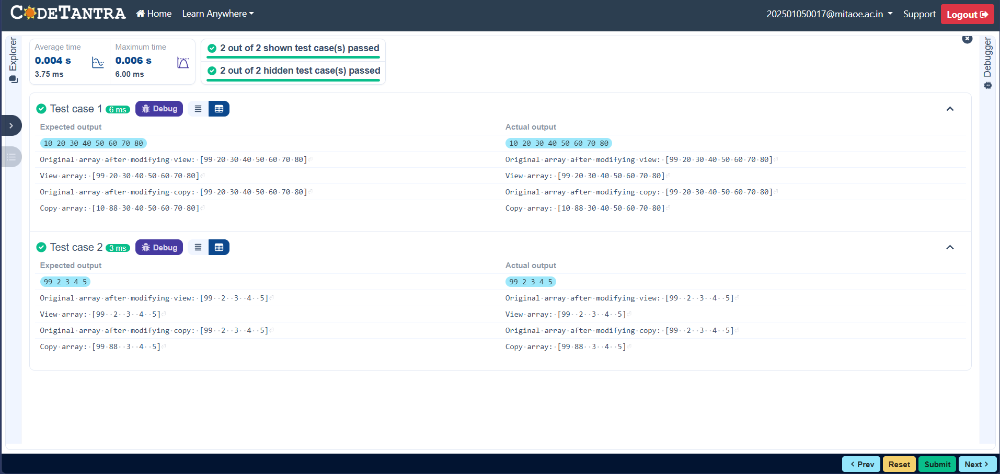 CODETANTRA Home Learn Anywhere 202501050017@mitaoe.ac.in Support Logout
Explorer
Debugger
Average time
0.004 s
3.75 ms
Maximum time
0.006 s
6.00 ms
2 out of 2 shown test case(s) passed
2 out of 2 hidden test case(s) passed
Test case 1 6 ms Debug
Expected output Actual output
10 20 30 40 50 60 70 80 10 20 30 40 50 60 70 80
Original·array·after·modifying·view:·[99·20·30·40·50·60·70·80] Original·array·after·modifying·view:·[99·20·30·40·50·60·70·80]
View·array:·[99·20·30·40·50·60·70·80] View·array:·[99·20·30·40·50·60·70·80]
Original·array·after·modifying·copy:·[99·20·30·40·50·60·70·80] Original·array·after·modifying·copy:·[99·20·30·40·50·60·70·80]
Copy·array:·[10·88·30·40·50·60·70·80] Copy·array:·[10·88·30·40·50·60·70·80]
Test case 2 3 ms Debug
Expected output Actual output
99 2 3 4 5 99 2 3 4 5
Original·array·after·modifying·view:·[99··2··3··4··5] Original·array·after·modifying·view:·[99··2··3··4··5]
View·array:·[99··2··3··4··5] View·array:·[99··2··3··4··5]
Original·array·after·modifying·copy:·[99··2··3··4··5] Original·array·after·modifying·copy:·[99··2··3··4··5]
Copy·array:·[99·88··3··4··5] Copy·array:·[99·88··3··4··5]
Prev Reset Submit Next